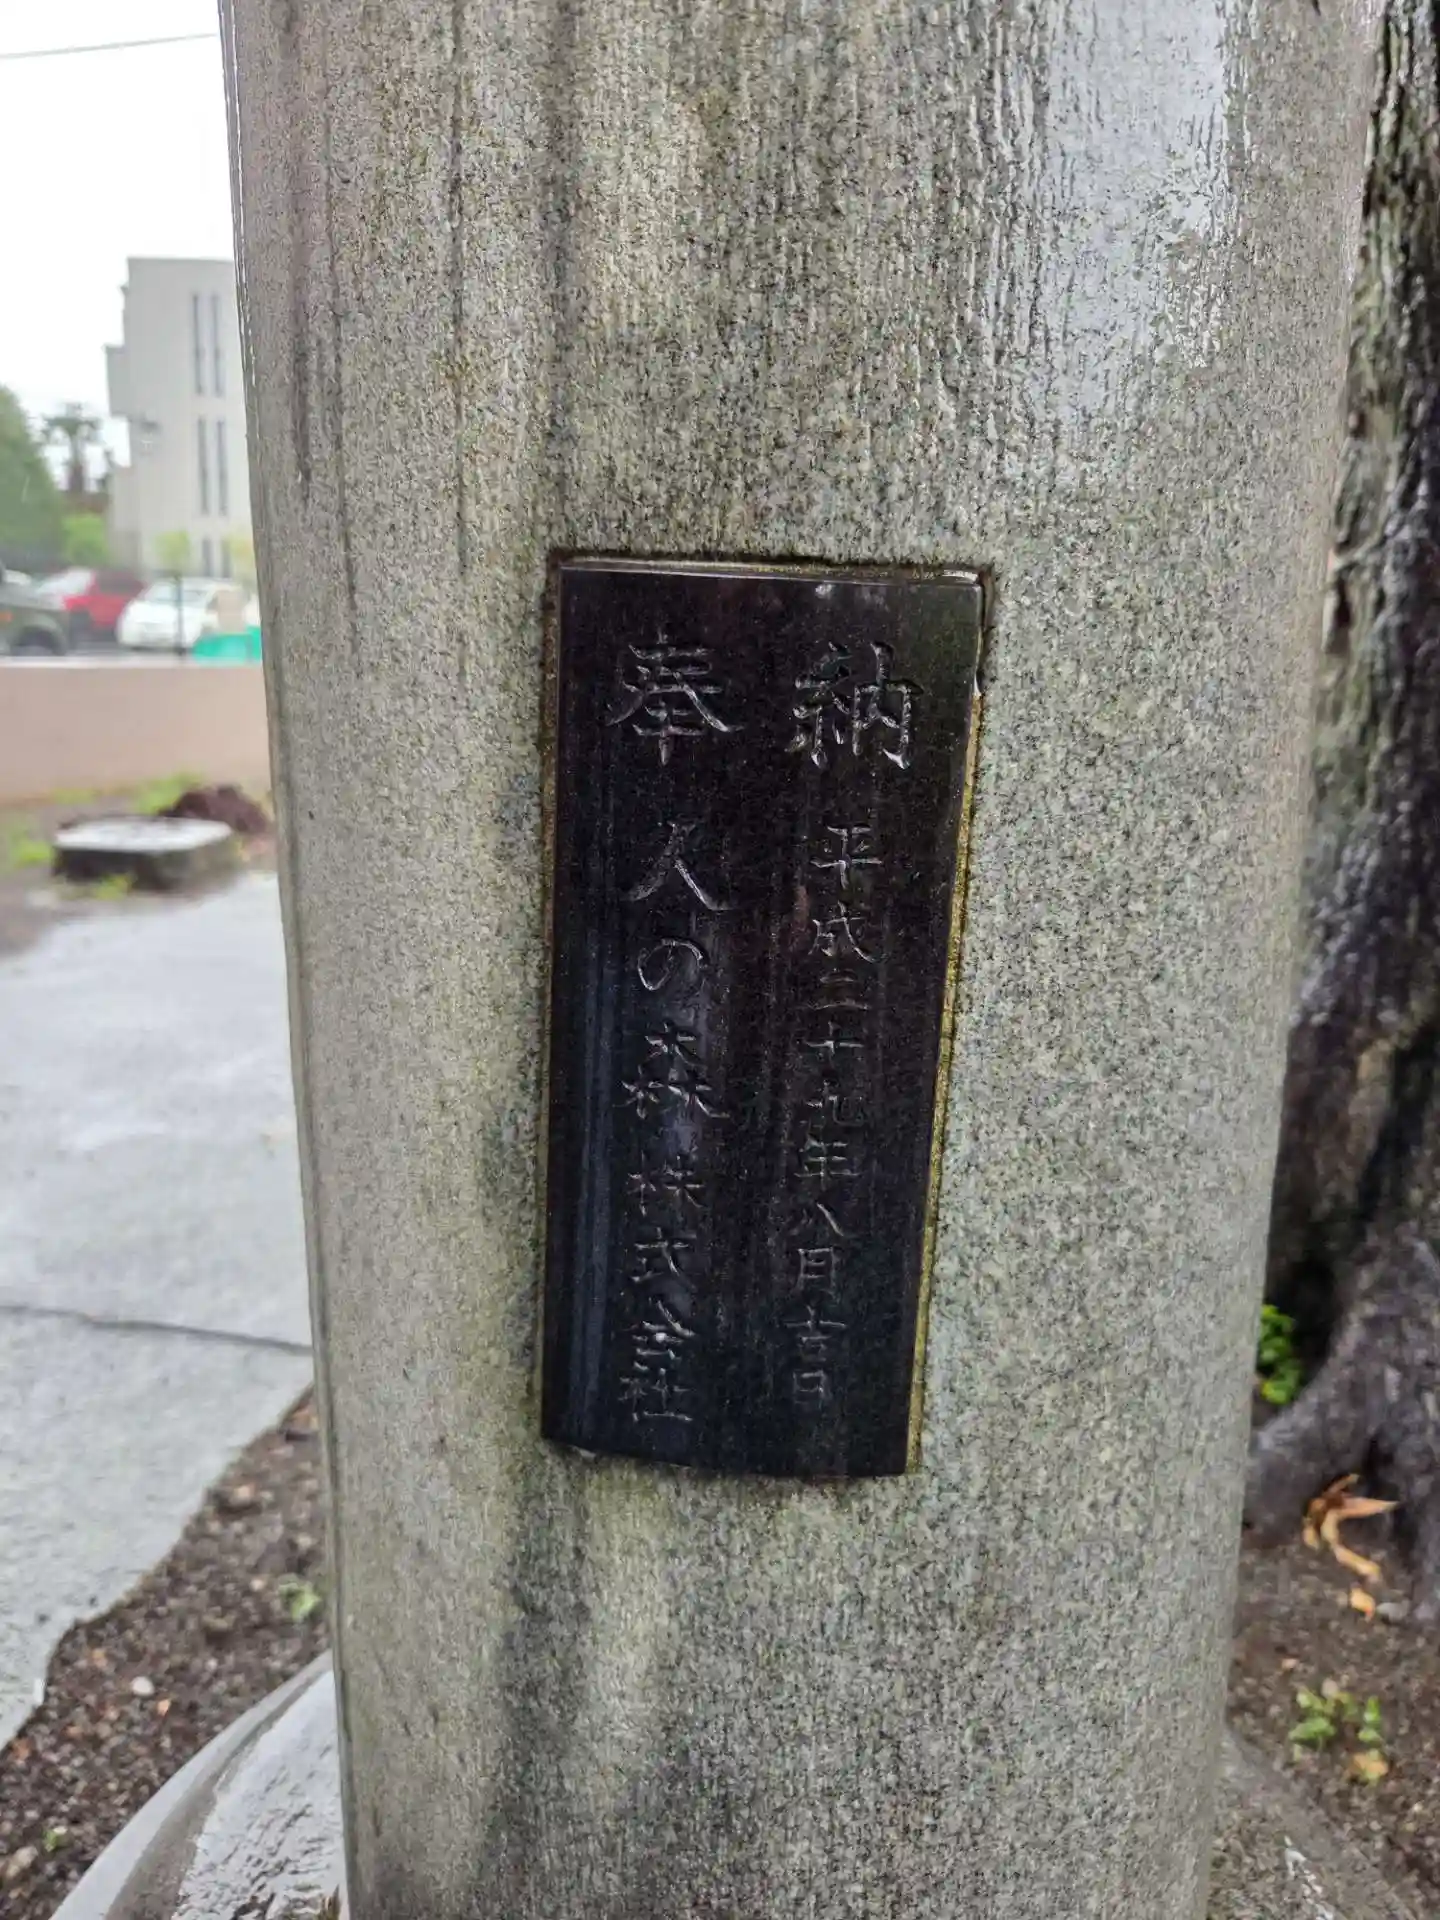 奉納
平成二十九年八月吉日
人の森株式会社